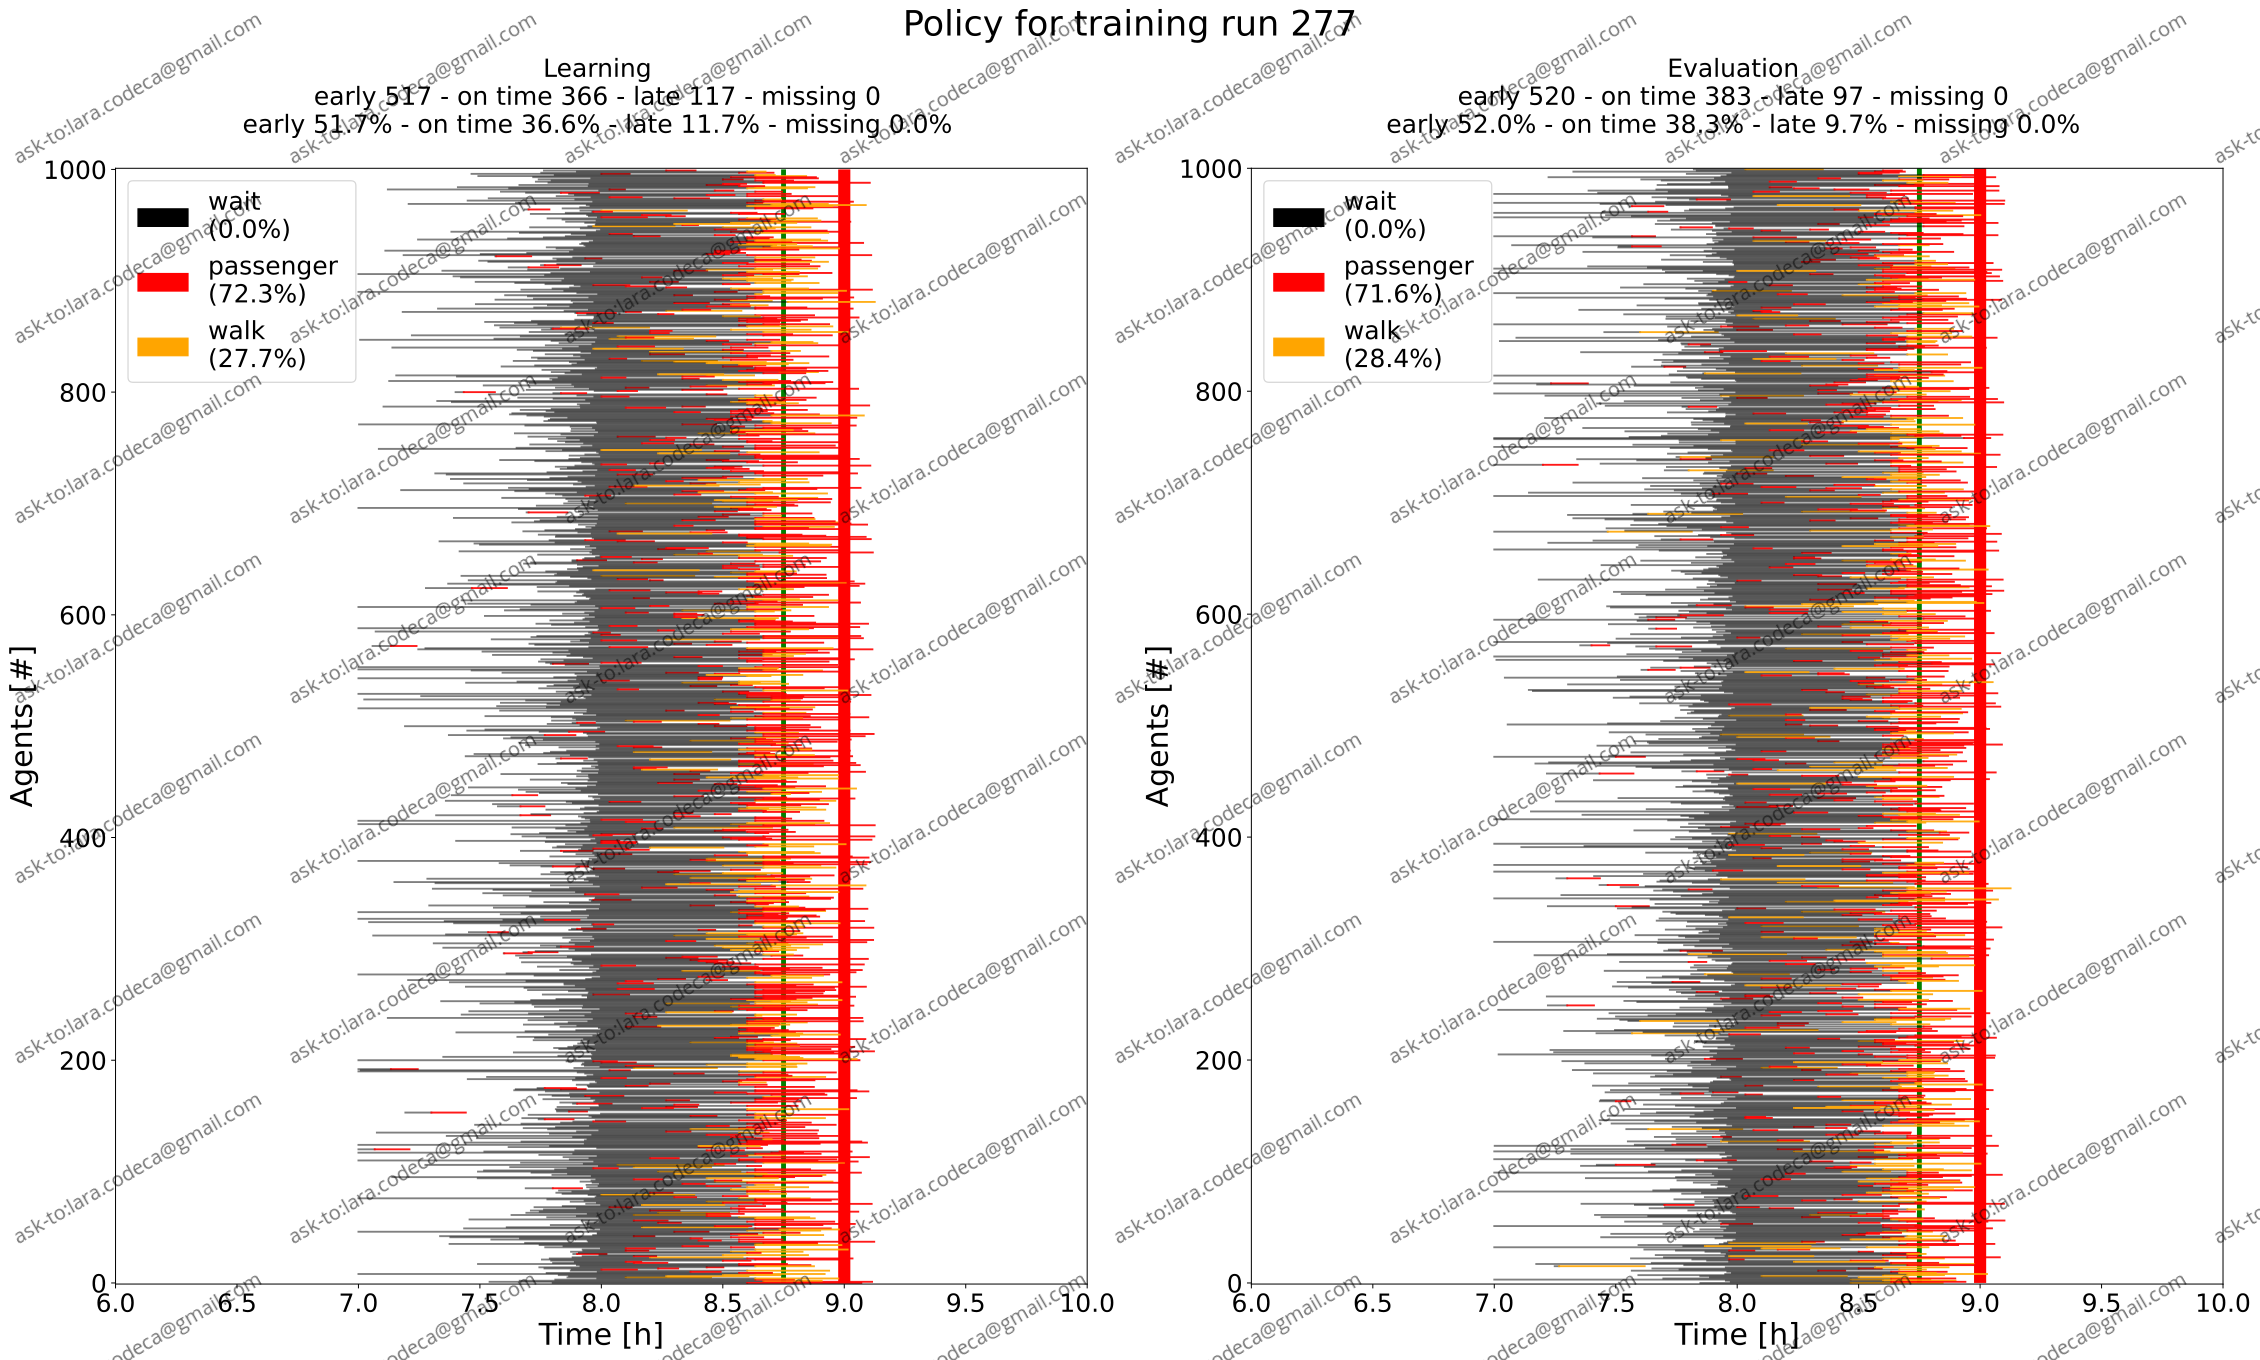 Policy for training run 277
Learning
early 517 - on time 366 - late 117 - missing 0
early 51.7% - on time 36.6% - late 11.7% - missing 0.0%
wait
(0.0%)
passenger
(72.3%)
walk
(27.7%)
Agents [#]
1000
800
600
400
200
0
6.0 6.5 7.0 7.5 8.0 8.5 9.0 9.5 10.0
Time [h]
Evaluation
early 520 - on time 383 - late 97 - missing 0
early 52.0% - on time 38.3% - late 9.7% - missing 0.0%
wait
(0.0%)
passenger
(71.6%)
walk
(28.4%)
Agents [#]
1000
800
600
400
200
0
6.0 6.5 7.0 7.5 8.0 8.5 9.0 9.5 10.0
Time [h]
ask-to:lara.codeca@gmail.com